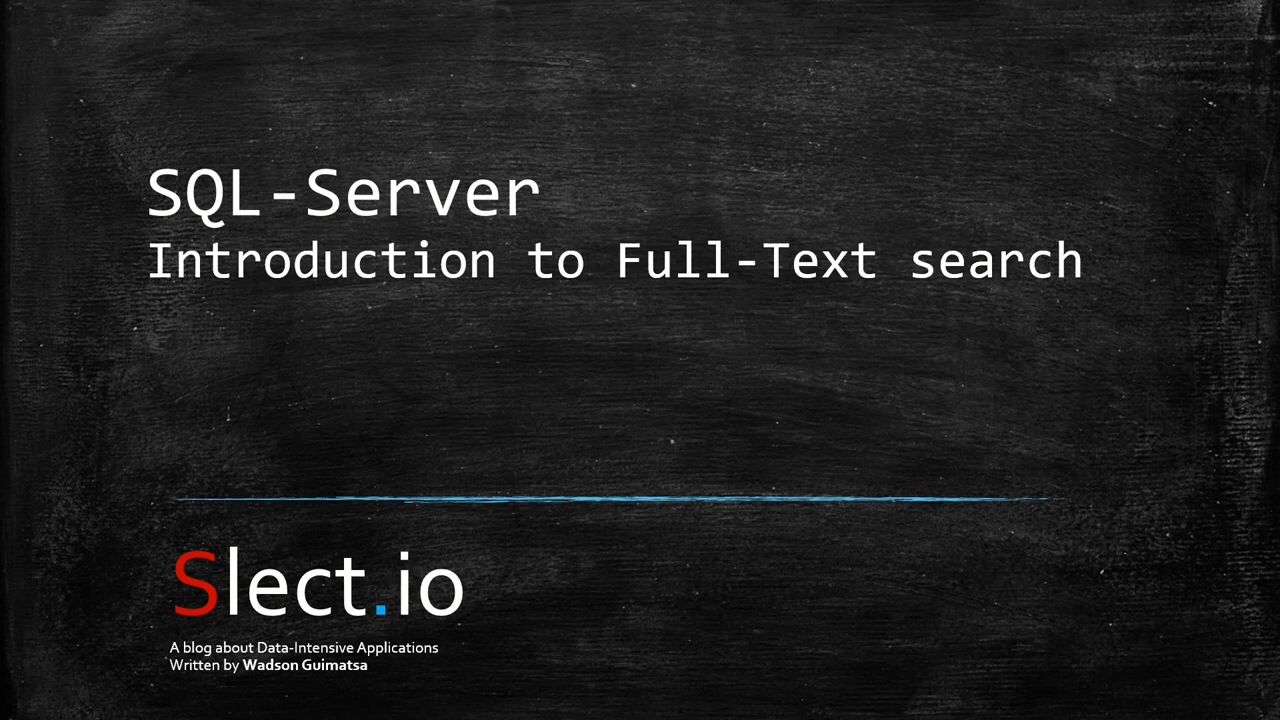 SQL-Server
Introduction to Full-Text search
Slect.io
A blog about Data-Intensive Applications
Written by Wadson Guimatsa